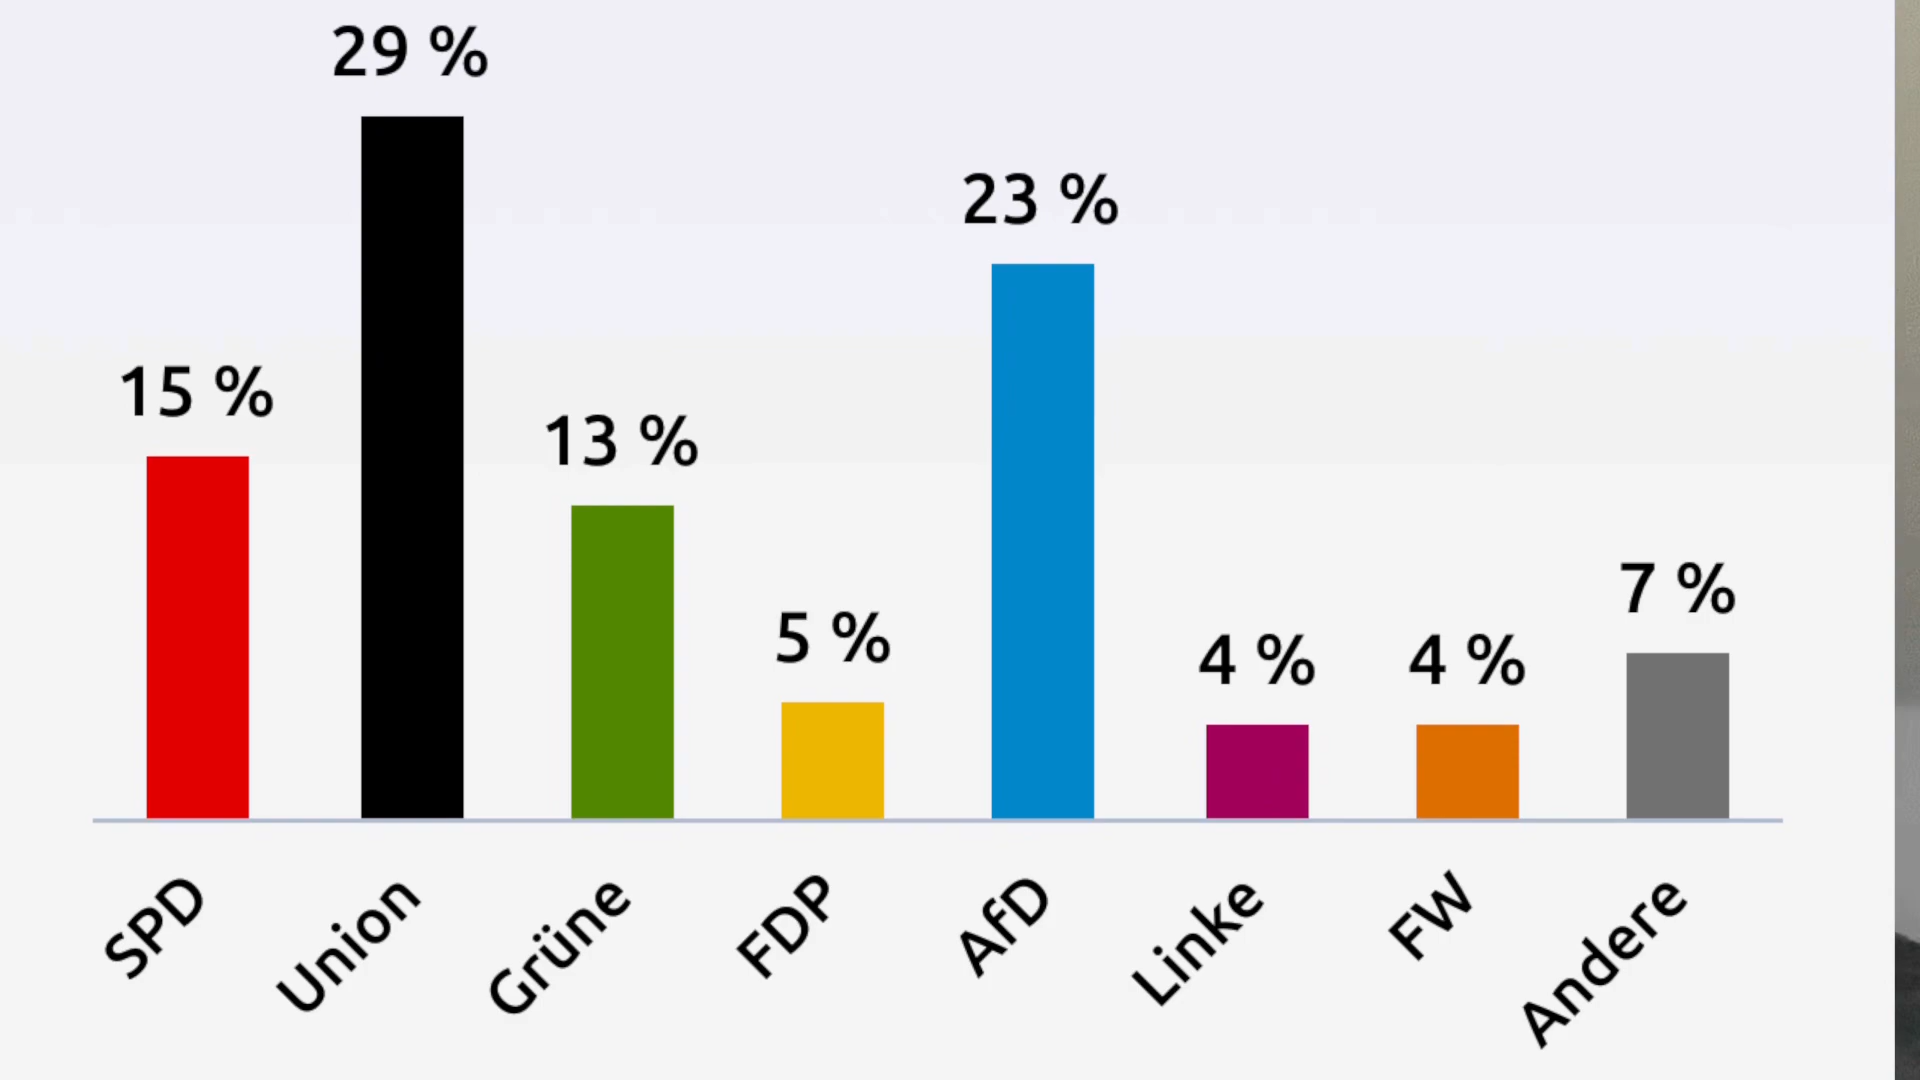 29 %
23 %
15 %
13 %
7 %
5 %
4 %
4 %
SPD
Union
Grüne
FDP
AfD
Linke
FW
Andere